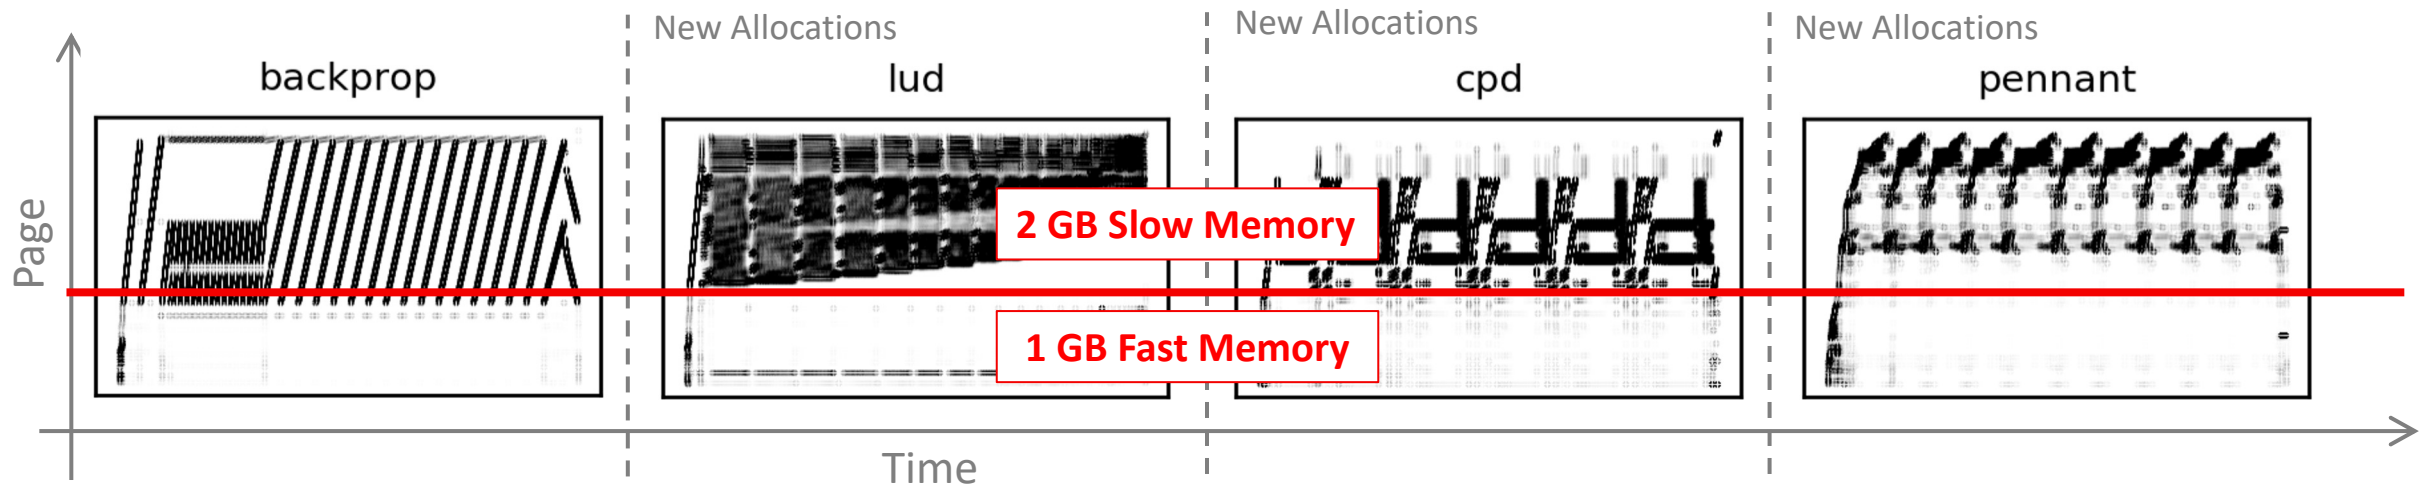 New Allocations
New Allocations
New Allocations
backprop
lud
cpd
pennant
Page
2 GB Slow Memory
1 GB Fast Memory
Time